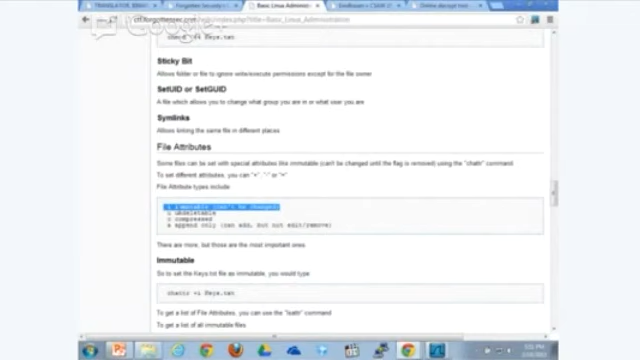 Basic Linux Administration
Sticky Bit
Allows folder or file to ignore write/execute permissions except for the file owner
SetUID or SetGUID
A file which allows you to change what group you are in or what user you are
Symlinks
Allows linking the same file in different places
File Attributes
Some files can be set with special attributes like immutable (can't be changed until the flag is removed) using the "chattr" command
To set different attributes, you can "+", "-" or "="
File Attribute types include
i immutable (can't be changed)
u undeletable
c compressed
a append only (can add, but not edit/remove)
There are more, but those are the most important ones
Immutable
So to set the Keys.txt file as immutable, you would type
chattr +i Keys.txt
To get a list of File Attributes, you can use the "lsattr" command
To get a list of all immutable files